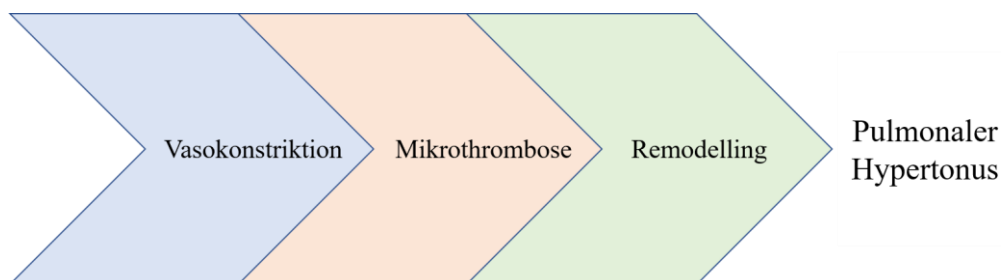 Vasokonstriktion
Mikrothrombose
Remodelling
Pulmonaler
Hypertonus